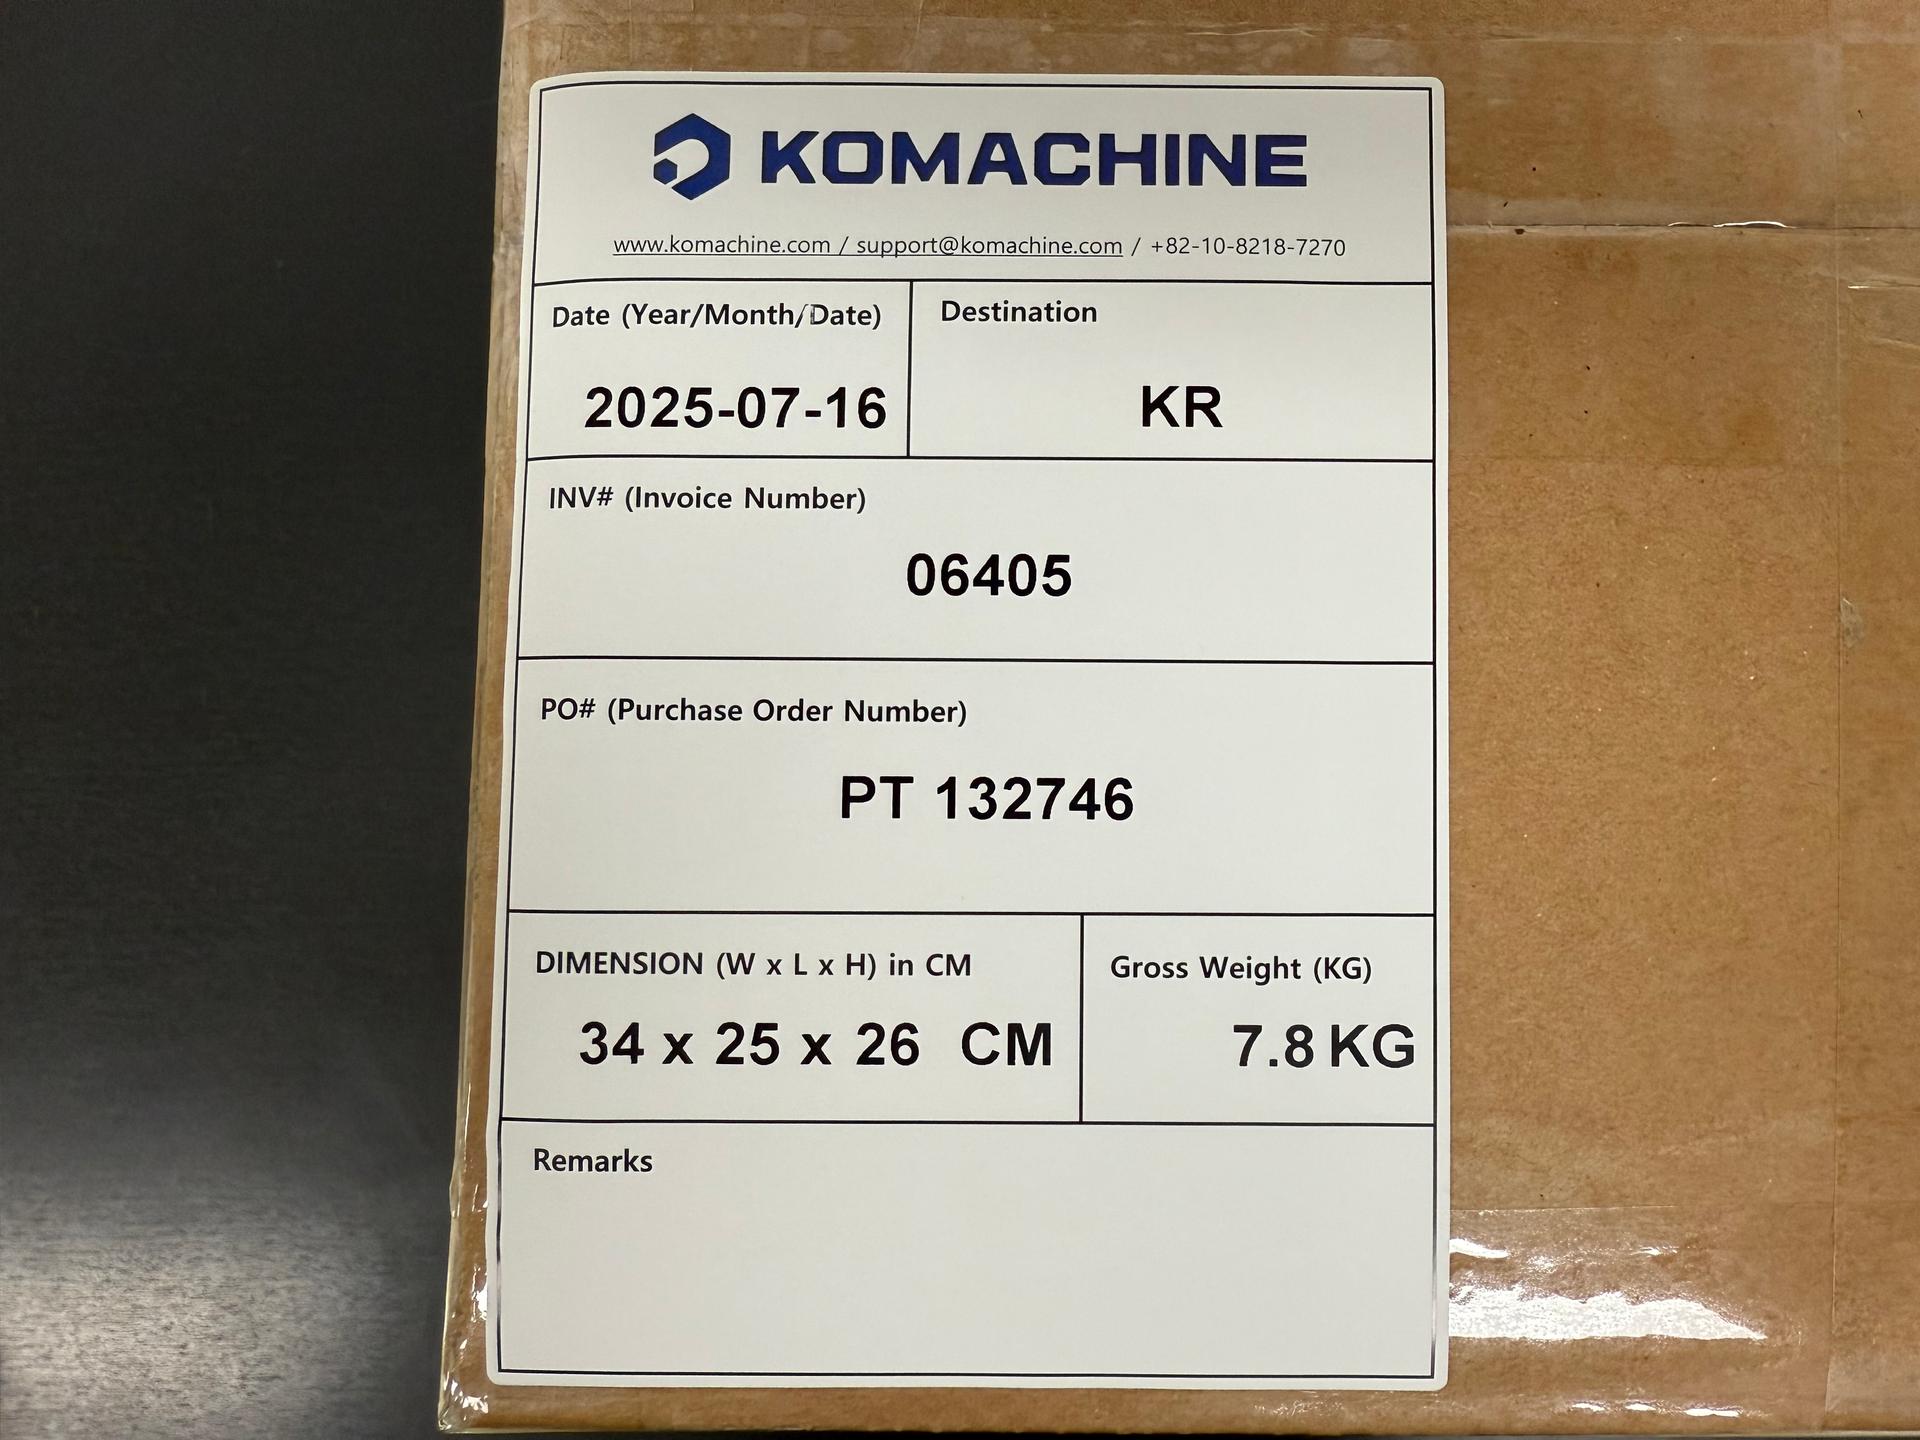 KOMACHINE
www.komachine.com / support@komachine.com / +82-10-8218-7270
Date (Year/Month/Date)
2025-07-16
Destination
KR
INV# (Invoice Number)
06405
PO# (Purchase Order Number)
PT 132746
DIMENSION (W x L x H) in CM
34 x 25 x 26 CM
Gross Weight (KG)
7.8 KG
Remarks